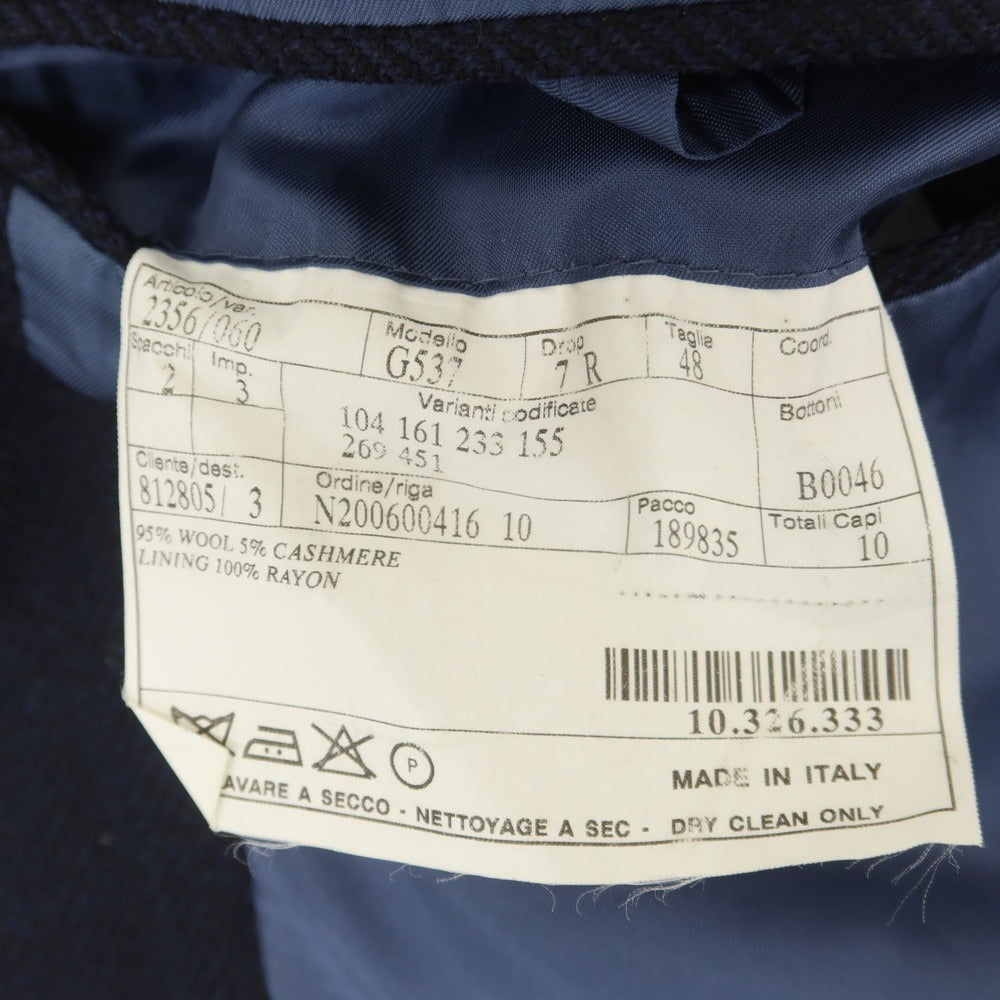 Articolo/var.
2356/060
Modello
G537
Drop
7 R
Taglia
48
Coord.
Spacchi
2
Imp.
3
Varianti codificate
104 161 233 155
269 451
Bottoni
B0046
Cliente/dest.
812805/ 3
Ordine/riga
N200600416 10
Pacco
189835
Totali Capi
10
95% WOOL 5% CASHMERE
LINING 100% RAYON
10.326.333
P
MADE IN ITALY
AVARE A SECCO - NETTOYAGE A SEC - DRY CLEAN ONLY